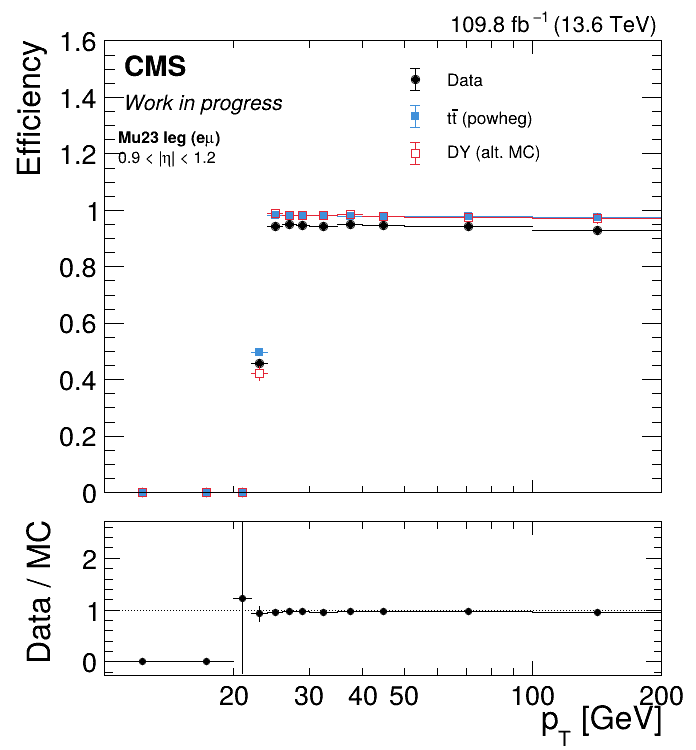 109.8 fb⁻¹ (13.6 TeV)
CMS
Work in progress
Mu23 leg (eμ)
0.9 < |η| < 1.2
Data
tt̄ (powheg)
DY (alt. MC)
Efficiency
1.6
1.4
1.2
1
0.8
0.6
0.4
0.2
0
Data / MC
2
1
0
20 30 40 50 100 200
p_T [GeV]